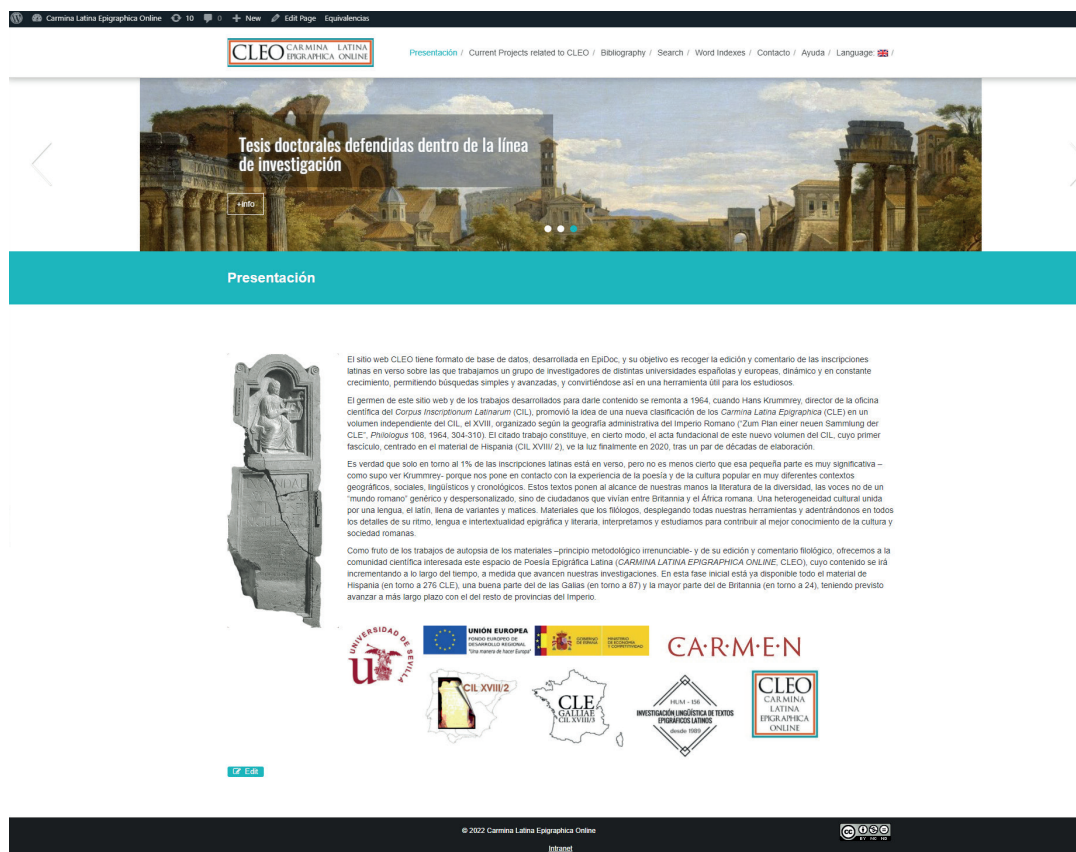 Carmina Latina Epigraphica Online 10 0 + New Edit Page Equivalencias
CLEO CARMINA LATINA
EPIGRAPHICA ONLINE
Presentación / Current Projects related to CLEO / Bibliography / Search / Word Indexes / Contacto / Ayuda / Language: /
Tesis doctorales defendidas dentro de la línea
de investigación
+info
Presentación
El sitio web CLEO tiene formato de base de datos, desarrollada en EpiDoc, y su objetivo es recoger la edición y comentario de las inscripciones
latinas en verso sobre las que trabajamos un grupo de investigadores de distintas universidades españolas y europeas, dinámico y en constante
crecimiento, permitiendo búsquedas simples y avanzadas, y convirtiéndose así en una herramienta útil para los estudiosos.
El germen de este sitio web y de los trabajos desarrollados para darle contenido se remonta a 1964, cuando Hans Krummrey, director de la oficina
científica del Corpus Inscriptionum Latinarum (CIL), promovió la idea de una nueva clasificación de los Carmina Latina Epigraphica (CLE) en un
volumen independiente del CIL, el XVIII, organizado según la geografía administrativa del Imperio Romano ("Zum Plan einer neuen Sammlung der
CLE", Philologus 108, 1964, 304-310). El citado trabajo constituye, en cierto modo, el acta fundacional de este nuevo volumen del CIL, cuyo primer
fascículo, centrado en el material de Hispania (CIL XVIII/ 2), ve la luz finalmente en 2020, tras un par de décadas de elaboración.
Es verdad que solo en torno al 1% de las inscripciones latinas está en verso, pero no es menos cierto que esa pequeña parte es muy significativa –
como supo ver Krummrey- porque nos pone en contacto con la experiencia de la poesía y de la cultura popular en muy diferentes contextos
geográficos, sociales, lingüísticos y cronológicos. Estos textos ponen al alcance de nuestras manos la literatura de la diversidad, las voces no de un
"mundo romano" genérico y despersonalizado, sino de ciudadanos que vivían entre Britannia y el África romana. Una heterogeneidad cultural unida
por una lengua, el latín, llena de variantes y matices. Materiales que los filólogos, desplegando todas nuestras herramientas y adentrándonos en todos
los detalles de su ritmo, lengua e intertextualidad epigráfica y literaria, interpretamos y estudiamos para contribuir al mejor conocimiento de la cultura y
sociedad romanas.
Como fruto de los trabajos de autopsia de los materiales –principio metodológico irrenunciable- y de su edición y comentario filológico, ofrecemos a la
comunidad científica interesada este espacio de Poesía Epigráfica Latina (CARMINA LATINA EPIGRAPHICA ONLINE, CLEO), cuyo contenido se irá
incrementando a lo largo del tiempo, a medida que avancen nuestras investigaciones. En esta fase inicial está ya disponible todo el material de
Hispania (en torno a 276 CLE), una buena parte del de las Galias (en torno a 87) y la mayor parte del de Britannia (en torno a 24), teniendo previsto
avanzar a más largo plazo con el del resto de provincias del Imperio.
UNIVERSIDAD DE SEVILLA
UNIÓN EUROPEA
FONDO EUROPEO DE
DESARROLLO REGIONAL
"Una manera de hacer Europa"
GOBIERNO
DE ESPAÑA
MINISTERIO
DE ECONOMÍA
Y COMPETITIVIDAD
C·A·R·M·E·N
CIL XVIII/2
CLE
GALLIAE
CIL XVIII/3
HUM - 156
INVESTIGACIÓN LINGÜÍSTICA DE TEXTOS
EPIGRÁFICOS LATINOS
desde 1989
CLEO
CARMINA
LATINA
EPIGRAPHICA
ONLINE
Edit
© 2022 Carmina Latina Epigraphica Online
BY NC ND
Intranet